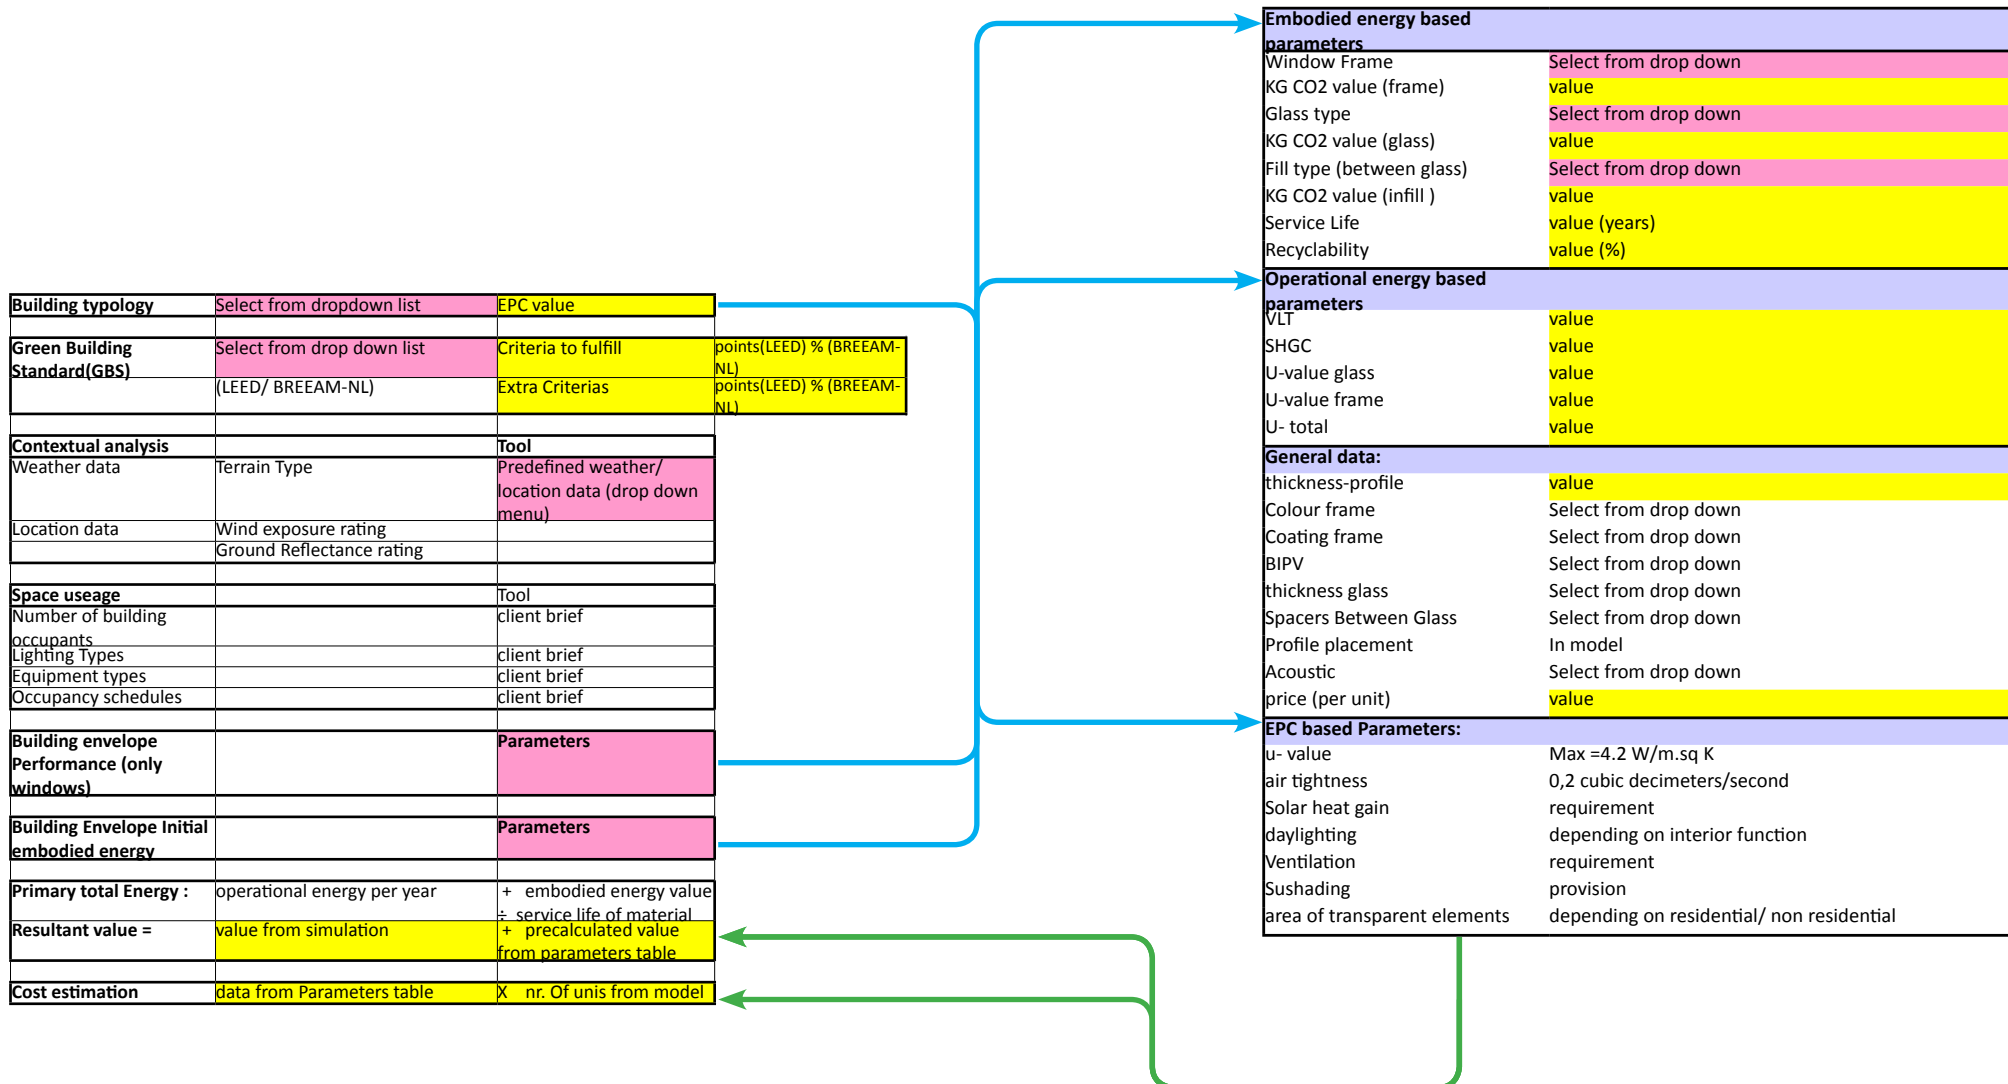 Building typology Select from dropdown list EPC value
Green Building Select from drop down list Criteria to fulfill points(LEED) % (BREEAM-
Standard(GBS) NL)
(LEED/ BREEAM-NL) Extra Criterias points(LEED) % (BREEAM-
NL)
Contextual analysis Tool
Weather data Terrain Type Predefined weather/
location data (drop down
menu)
Location data Wind exposure rating
Ground Reflectance rating
Space useage Tool
Number of building client brief
occupants
Lighting Types client brief
Equipment types client brief
Occupancy schedules client brief
Building envelope Parameters
Performance (only
windows)
Building Envelope Initial Parameters
embodied energy
Primary total Energy : operational energy per year + embodied energy value
÷ service life of material
Resultant value = value from simulation + precalculated value
from parameters table
Cost estimation data from Parameters table X nr. Of unis from model
Embodied energy based
parameters
Window Frame Select from drop down
KG CO2 value (frame) value
Glass type Select from drop down
KG CO2 value (glass) value
Fill type (between glass) Select from drop down
KG CO2 value (infill ) value
Service Life value (years)
Recyclability value (%)
Operational energy based
parameters
VLT value
SHGC value
U-value glass value
U-value frame value
U- total value
General data:
thickness-profile value
Colour frame Select from drop down
Coating frame Select from drop down
BIPV Select from drop down
thickness glass Select from drop down
Spacers Between Glass Select from drop down
Profile placement In model
Acoustic Select from drop down
price (per unit) value
EPC based Parameters:
u- value Max =4.2 W/m.sq K
air tightness 0,2 cubic decimeters/second
Solar heat gain requirement
daylighting depending on interior function
Ventilation requirement
Sushading provision
area of transparent elements depending on residential/ non residential